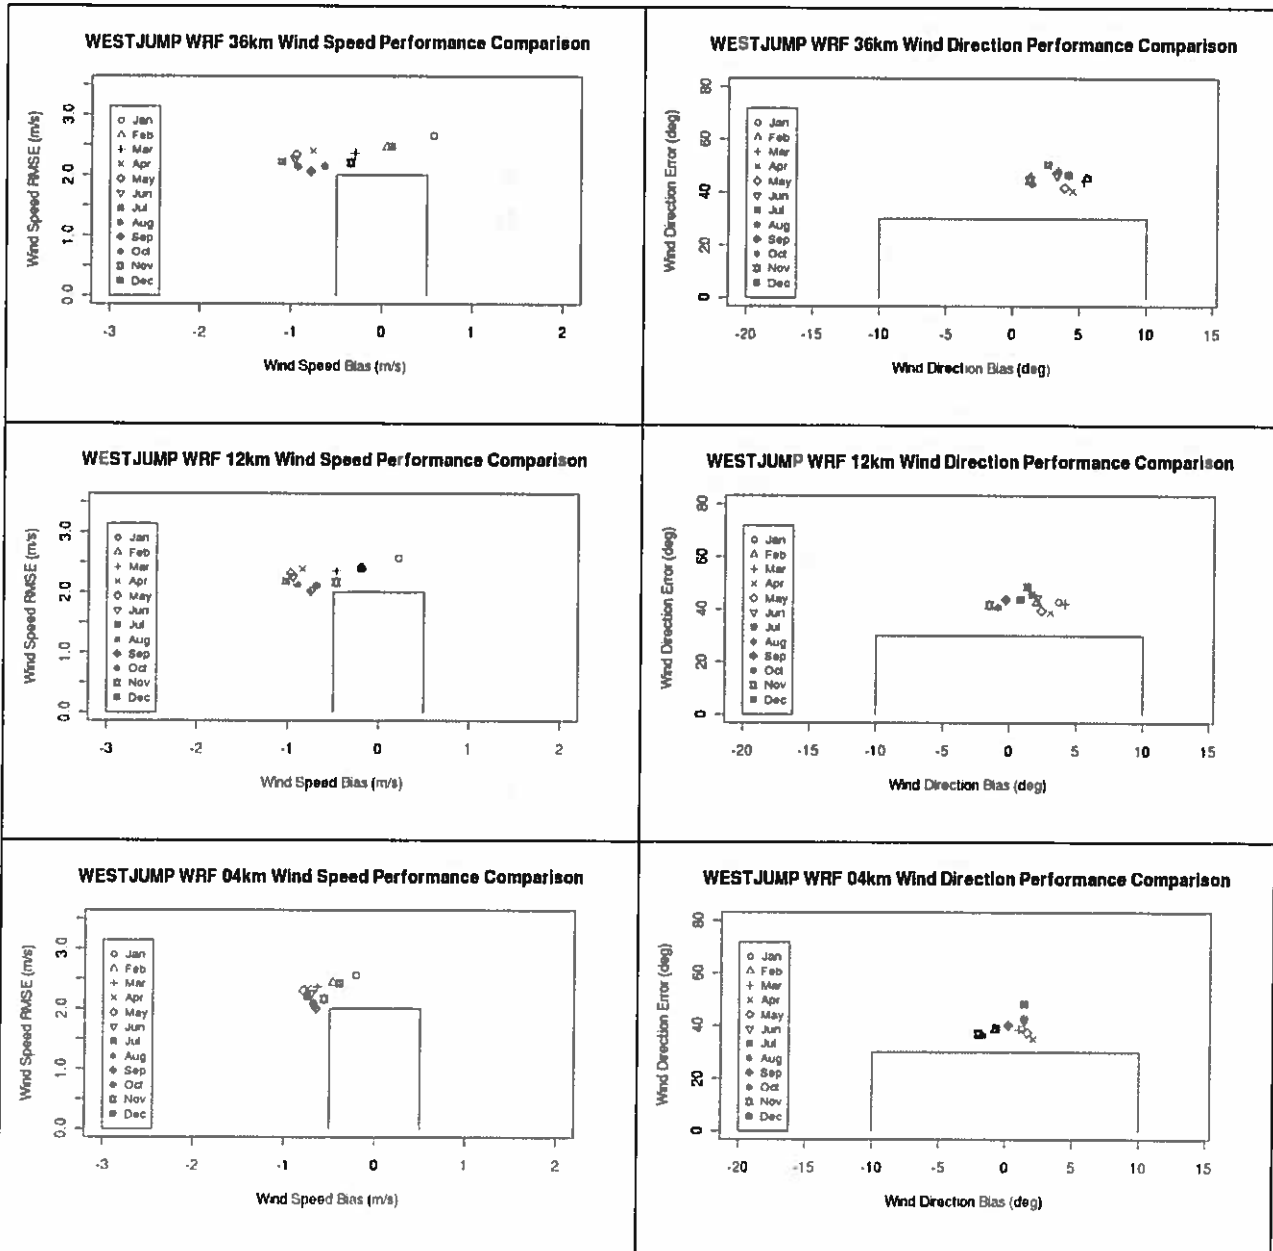 WESTJUMP WRF 36km Wind Speed Performance Comparison
Wind Speed RMSE (m/s)
0.0 1.0 2.0 3.0
Jan
Feb
Mar
Apr
May
Jun
Jul
Aug
Sep
Oct
Nov
Dec
-3 -2 -1 0 1 2
Wind Speed Bias (m/s)
WESTJUMP WRF 36km Wind Direction Performance Comparison
Wind Direction Error (deg)
0 20 40 60 80
Jan
Feb
Mar
Apr
May
Jun
Jul
Aug
Sep
Oct
Nov
Dec
-20 -15 -10 -5 0 5 10 15
Wind Direction Bias (deg)
WESTJUMP WRF 12km Wind Speed Performance Comparison
Wind Speed RMSE (m/s)
0.0 1.0 2.0 3.0
Jan
Feb
Mar
Apr
May
Jun
Jul
Aug
Sep
Oct
Nov
Dec
-3 -2 -1 0 1 2
Wind Speed Bias (m/s)
WESTJUMP WRF 12km Wind Direction Performance Comparison
Wind Direction Error (deg)
0 20 40 60 80
Jan
Feb
Mar
Apr
May
Jun
Jul
Aug
Sep
Oct
Nov
Dec
-20 -15 -10 -5 0 5 10 15
Wind Direction Bias (deg)
WESTJUMP WRF 04km Wind Speed Performance Comparison
Wind Speed RMSE (m/s)
0.0 1.0 2.0 3.0
Jan
Feb
Mar
Apr
May
Jun
Jul
Aug
Sep
Oct
Nov
Dec
-3 -2 -1 0 1 2
Wind Speed Bias (m/s)
WESTJUMP WRF 04km Wind Direction Performance Comparison
Wind Direction Error (deg)
0 20 40 60 80
Jan
Feb
Mar
Apr
May
Jun
Jul
Aug
Sep
Oct
Nov
Dec
-20 -15 -10 -5 0 5 10 15
Wind Direction Bias (deg)